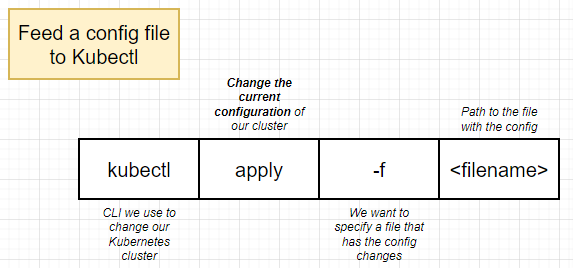 Feed a config file
to Kubectl
Change the
current
configuration of
our cluster
Path to the file
with the config
kubectl
apply
-f
<filename>
CLI we use to
change our
Kubernetes
cluster
We want to
specify a file that
has the config
changes